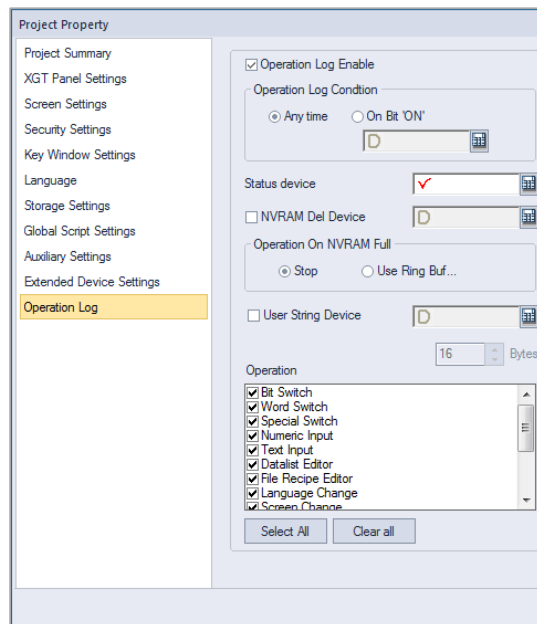 Project Property
Project Summary
XGT Panel Settings
Screen Settings
Security Settings
Key Window Settings
Language
Storage Settings
Global Script Settings
Auxiliary Settings
Extended Device Settings
Operation Log
Operation Log Enable
Operation Log Condtion
Any time
On Bit 'ON'
D
Status device
NVRAM Del Device
D
Operation On NVRAM Full
Stop
Use Ring Buf...
User String Device
D
16
Bytes
Operation
Bit Switch
Word Switch
Special Switch
Numeric Input
Text Input
Datalist Editor
File Recipe Editor
Language Change
Screen Change
Select All
Clear all